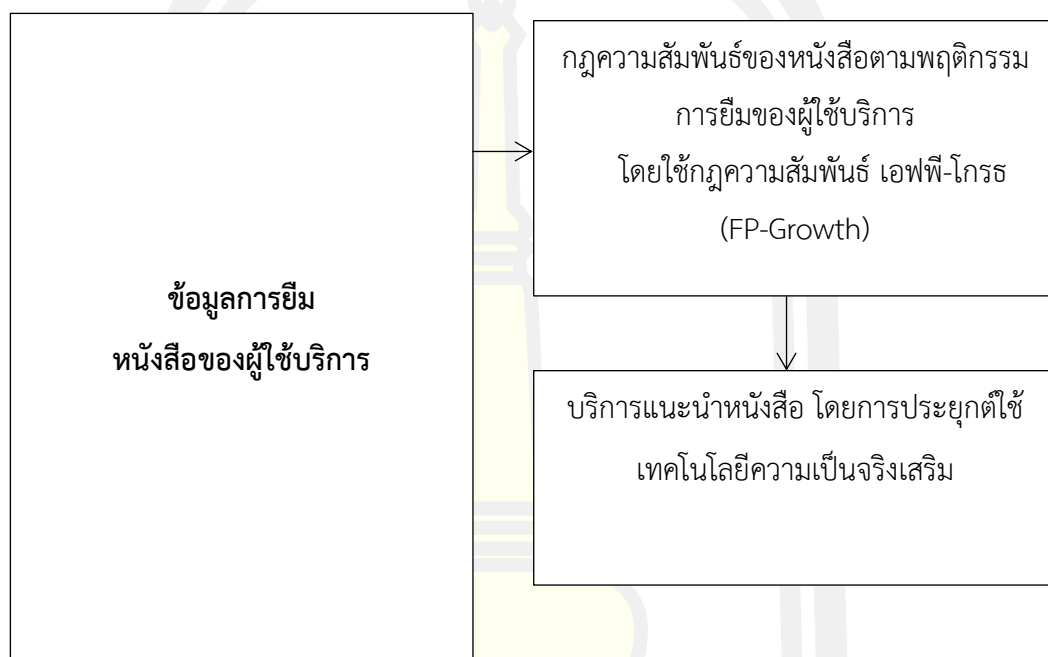 ข้อมูลการยืม
หนังสือของผู้ใช้บริการ
กฎความสัมพันธ์ของหนังสือตามพฤติกรรม
การยืมของผู้ใช้บริการ
โดยใช้กฎความสัมพันธ์ เอฟพี-โกรธ
(FP-Growth)
บริการแนะนำหนังสือ โดยการประยุกต์ใช้
เทคโนโลยีความเป็นจริงเสริม